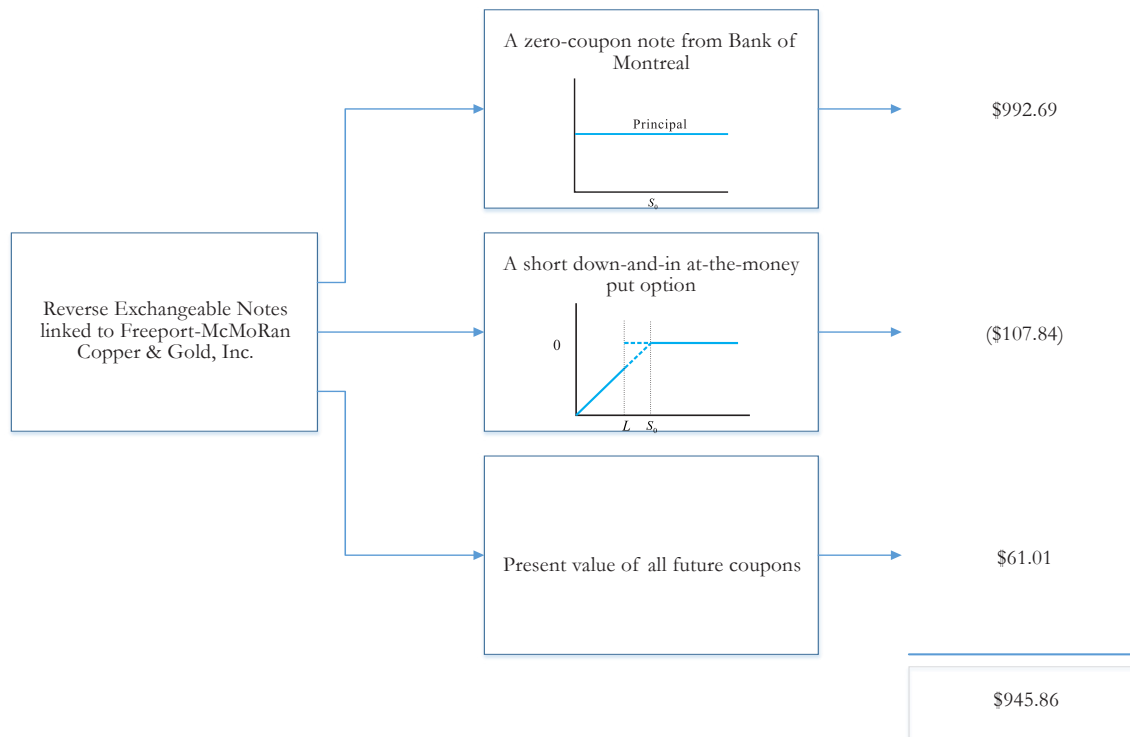 A zero-coupon note from Bank of
Montreal
Principal
S₀
$992.69
Reverse Exchangeable Notes
linked to Freeport-McMoRan
Copper & Gold, Inc.
A short down-and-in at-the-money
put option
0
L S₀
($107.84)
Present value of all future coupons
$61.01
$945.86